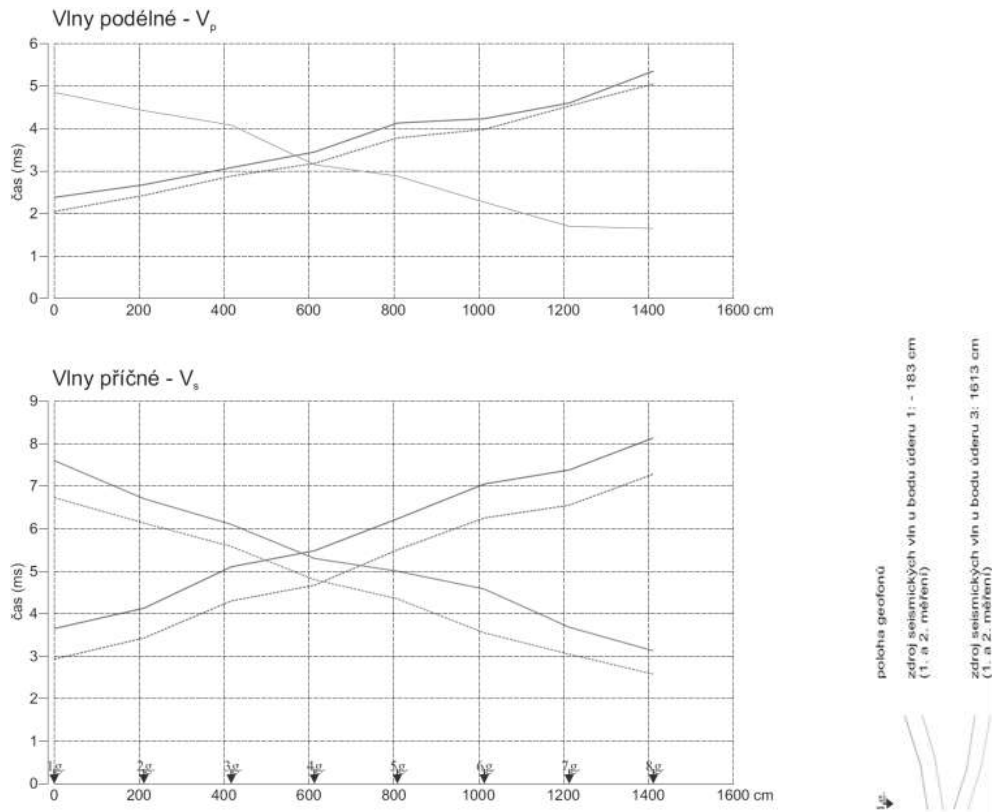 Vlny podélné - Vp
6
5
4
3
2
1
0
čas (ms)
0 200 400 600 800 1000 1200 1400 1600 cm
Vlny příčné - Vs
9
8
7
6
5
4
3
2
1
0
čas (ms)
1g 2g 3g 4g 5g 6g 7g 8g
0 200 400 600 800 1000 1200 1400 1600 cm
poloha geofonů
zdroj seismických vln u bodu úderu 1: - 183 cm
(1. a 2. měření)
zdroj seismických vln u bodu úderu 3: 1613 cm
(1. a 2. měření)
1g